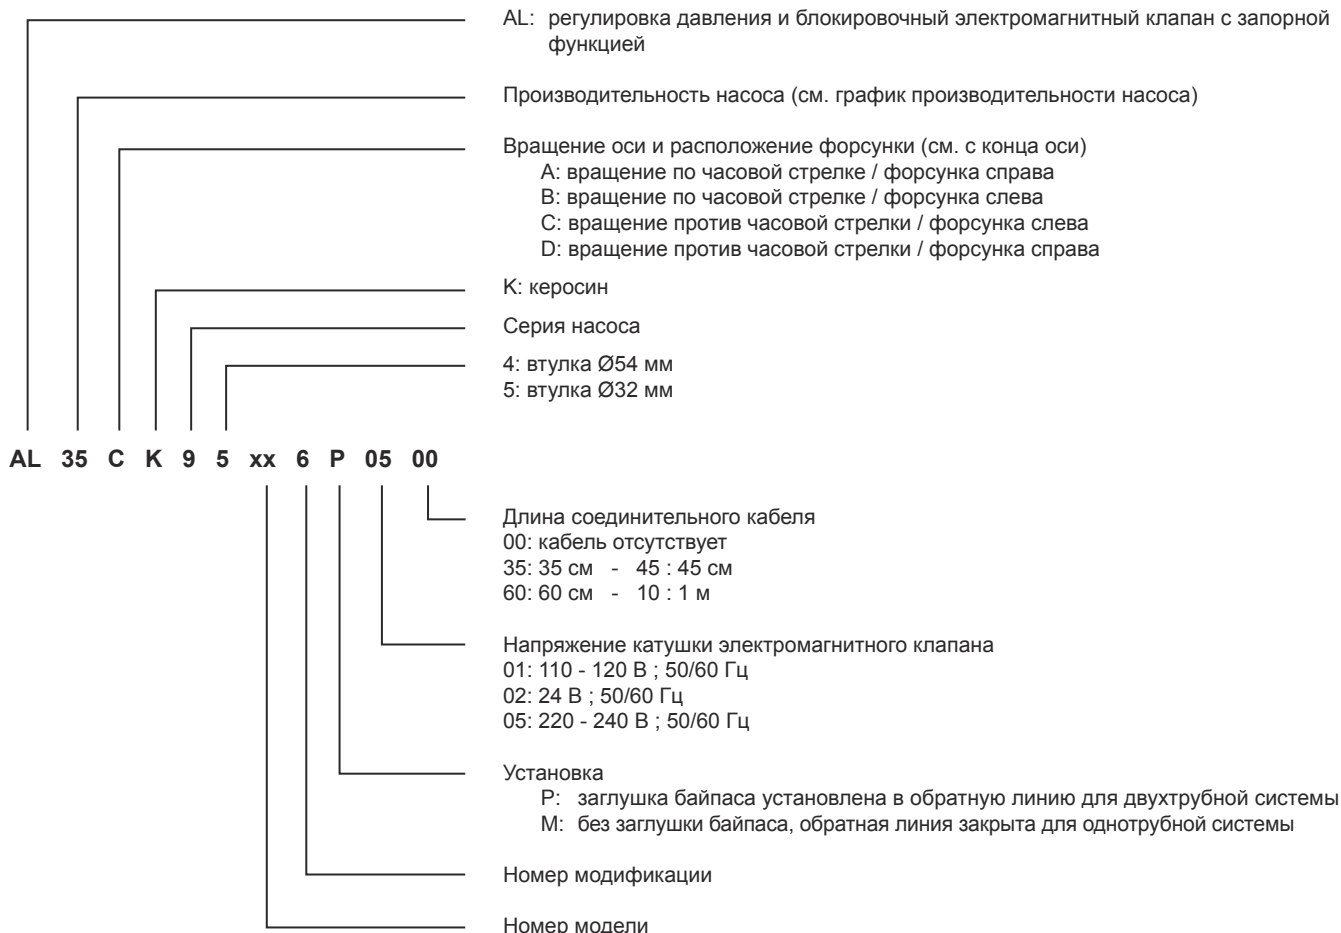 AL: регулировка давления и блокировочный электромагнитный клапан с запорной
функцией
Производительность насоса (см. график производительности насоса)
Вращение оси и расположение форсунки (см. с конца оси)
A: вращение по часовой стрелке / форсунка справа
B: вращение по часовой стрелке / форсунка слева
C: вращение против часовой стрелки / форсунка слева
D: вращение против часовой стрелки / форсунка справа
К: керосин
Серия насоса
4: втулка Ø54 мм
5: втулка Ø32 мм
AL 35 C K 9 5 xx 6 P 05 00
Длина соединительного кабеля
00: кабель отсутствует
35: 35 см - 45 : 45 см
60: 60 см - 10 : 1 м
Напряжение катушки электромагнитного клапана
01: 110 - 120 В ; 50/60 Гц
02: 24 В ; 50/60 Гц
05: 220 - 240 В ; 50/60 Гц
Установка
P: заглушка байпаса установлена в обратную линию для двухтрубной системы
M: без заглушки байпаса, обратная линия закрыта для однотрубной системы
Номер модификации
Номер модели